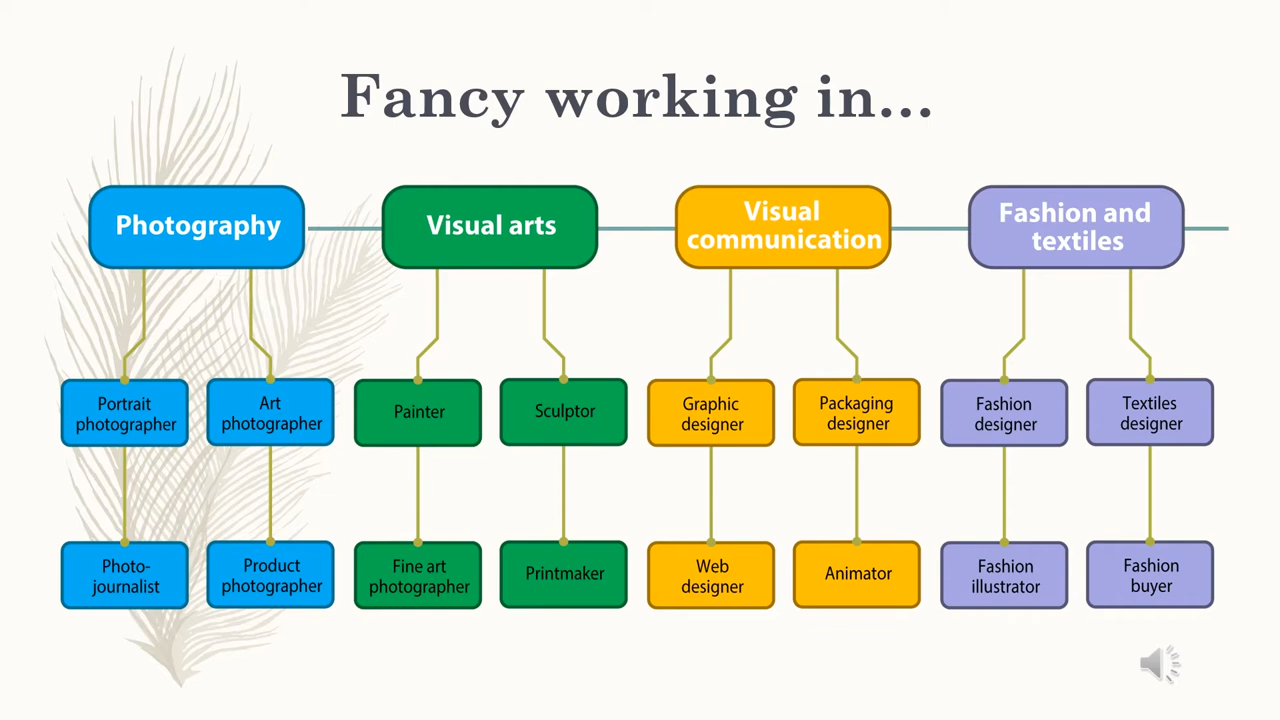 Fancy working in...
Photography
Visual arts
Visual
communication
Fashion and
textiles
Portrait
photographer
Art
photographer
Painter
Sculptor
Graphic
designer
Packaging
designer
Fashion
designer
Textiles
designer
Photo-
journalist
Product
photographer
Fine art
photographer
Printmaker
Web
designer
Animator
Fashion
illustrator
Fashion
buyer